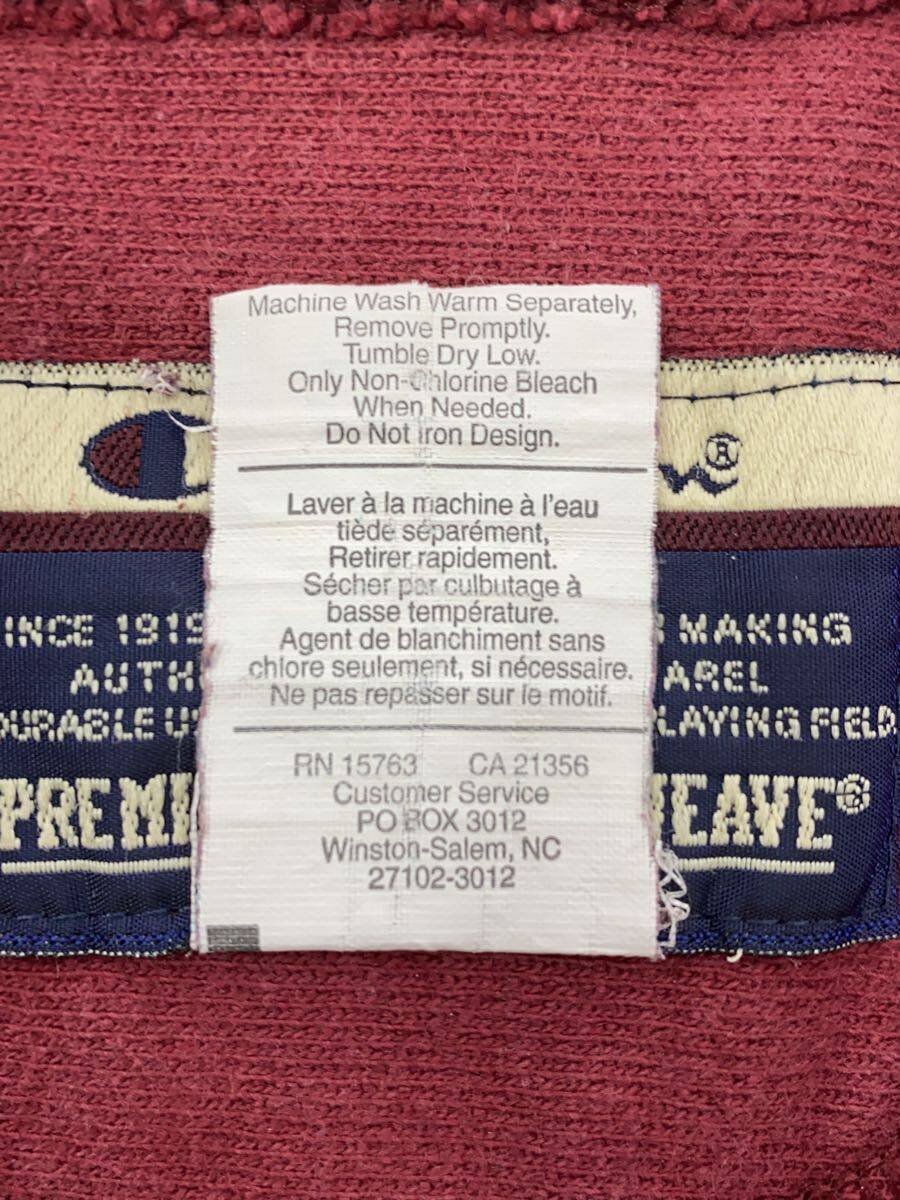 Machine Wash Warm Separately,
Remove Promptly.
Tumble Dry Low.
Only Non-Chlorine Bleach
When Needed.
Do Not Iron Design.
Laver à la machine à l'eau
tiède séparément,
Retirer rapidement.
Sécher par culbutage à
basse température.
Agent de blanchiment sans
chlore seulement, si nécessaire.
Ne pas repasser sur le motif.
RN 15763 CA 21356
Customer Service
PO BOX 3012
Winston-Salem, NC
27102-3012
®
INCE 1919 MAKING
AUTH AREL
URABLE U LAYING FIELD
PREMI EAVE®